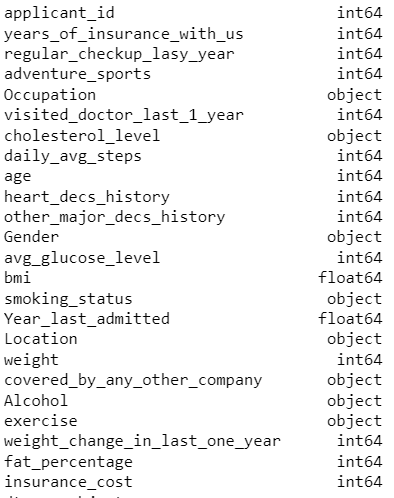 applicant_id int64
years_of_insurance_with_us int64
regular_checkup_lasy_year int64
adventure_sports int64
Occupation object
visited_doctor_last_1_year int64
cholesterol_level object
daily_avg_steps int64
age int64
heart_decs_history int64
other_major_decs_history int64
Gender object
avg_glucose_level int64
bmi float64
smoking_status object
Year_last_admitted float64
Location object
weight int64
covered_by_any_other_company object
Alcohol object
exercise object
weight_change_in_last_one_year int64
fat_percentage int64
insurance_cost int64